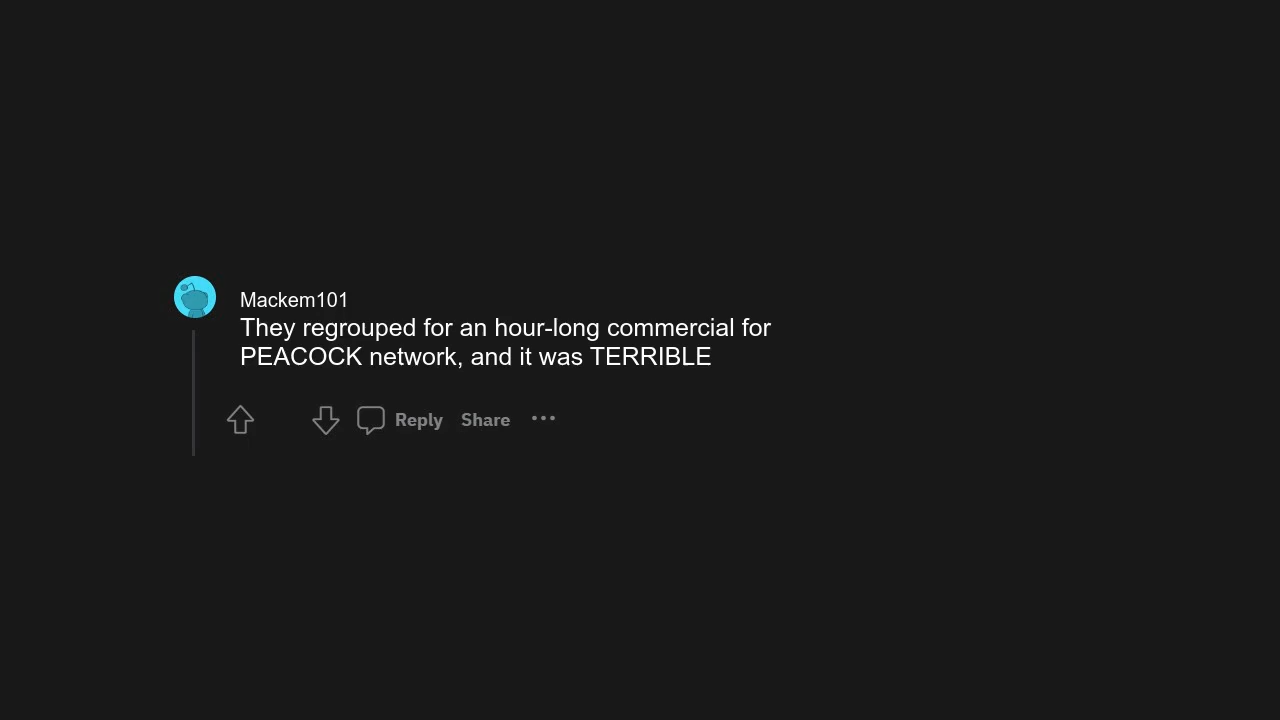 Mackem101
They regrouped for an hour-long commercial for
PEACOCK network, and it was TERRIBLE
Reply Share